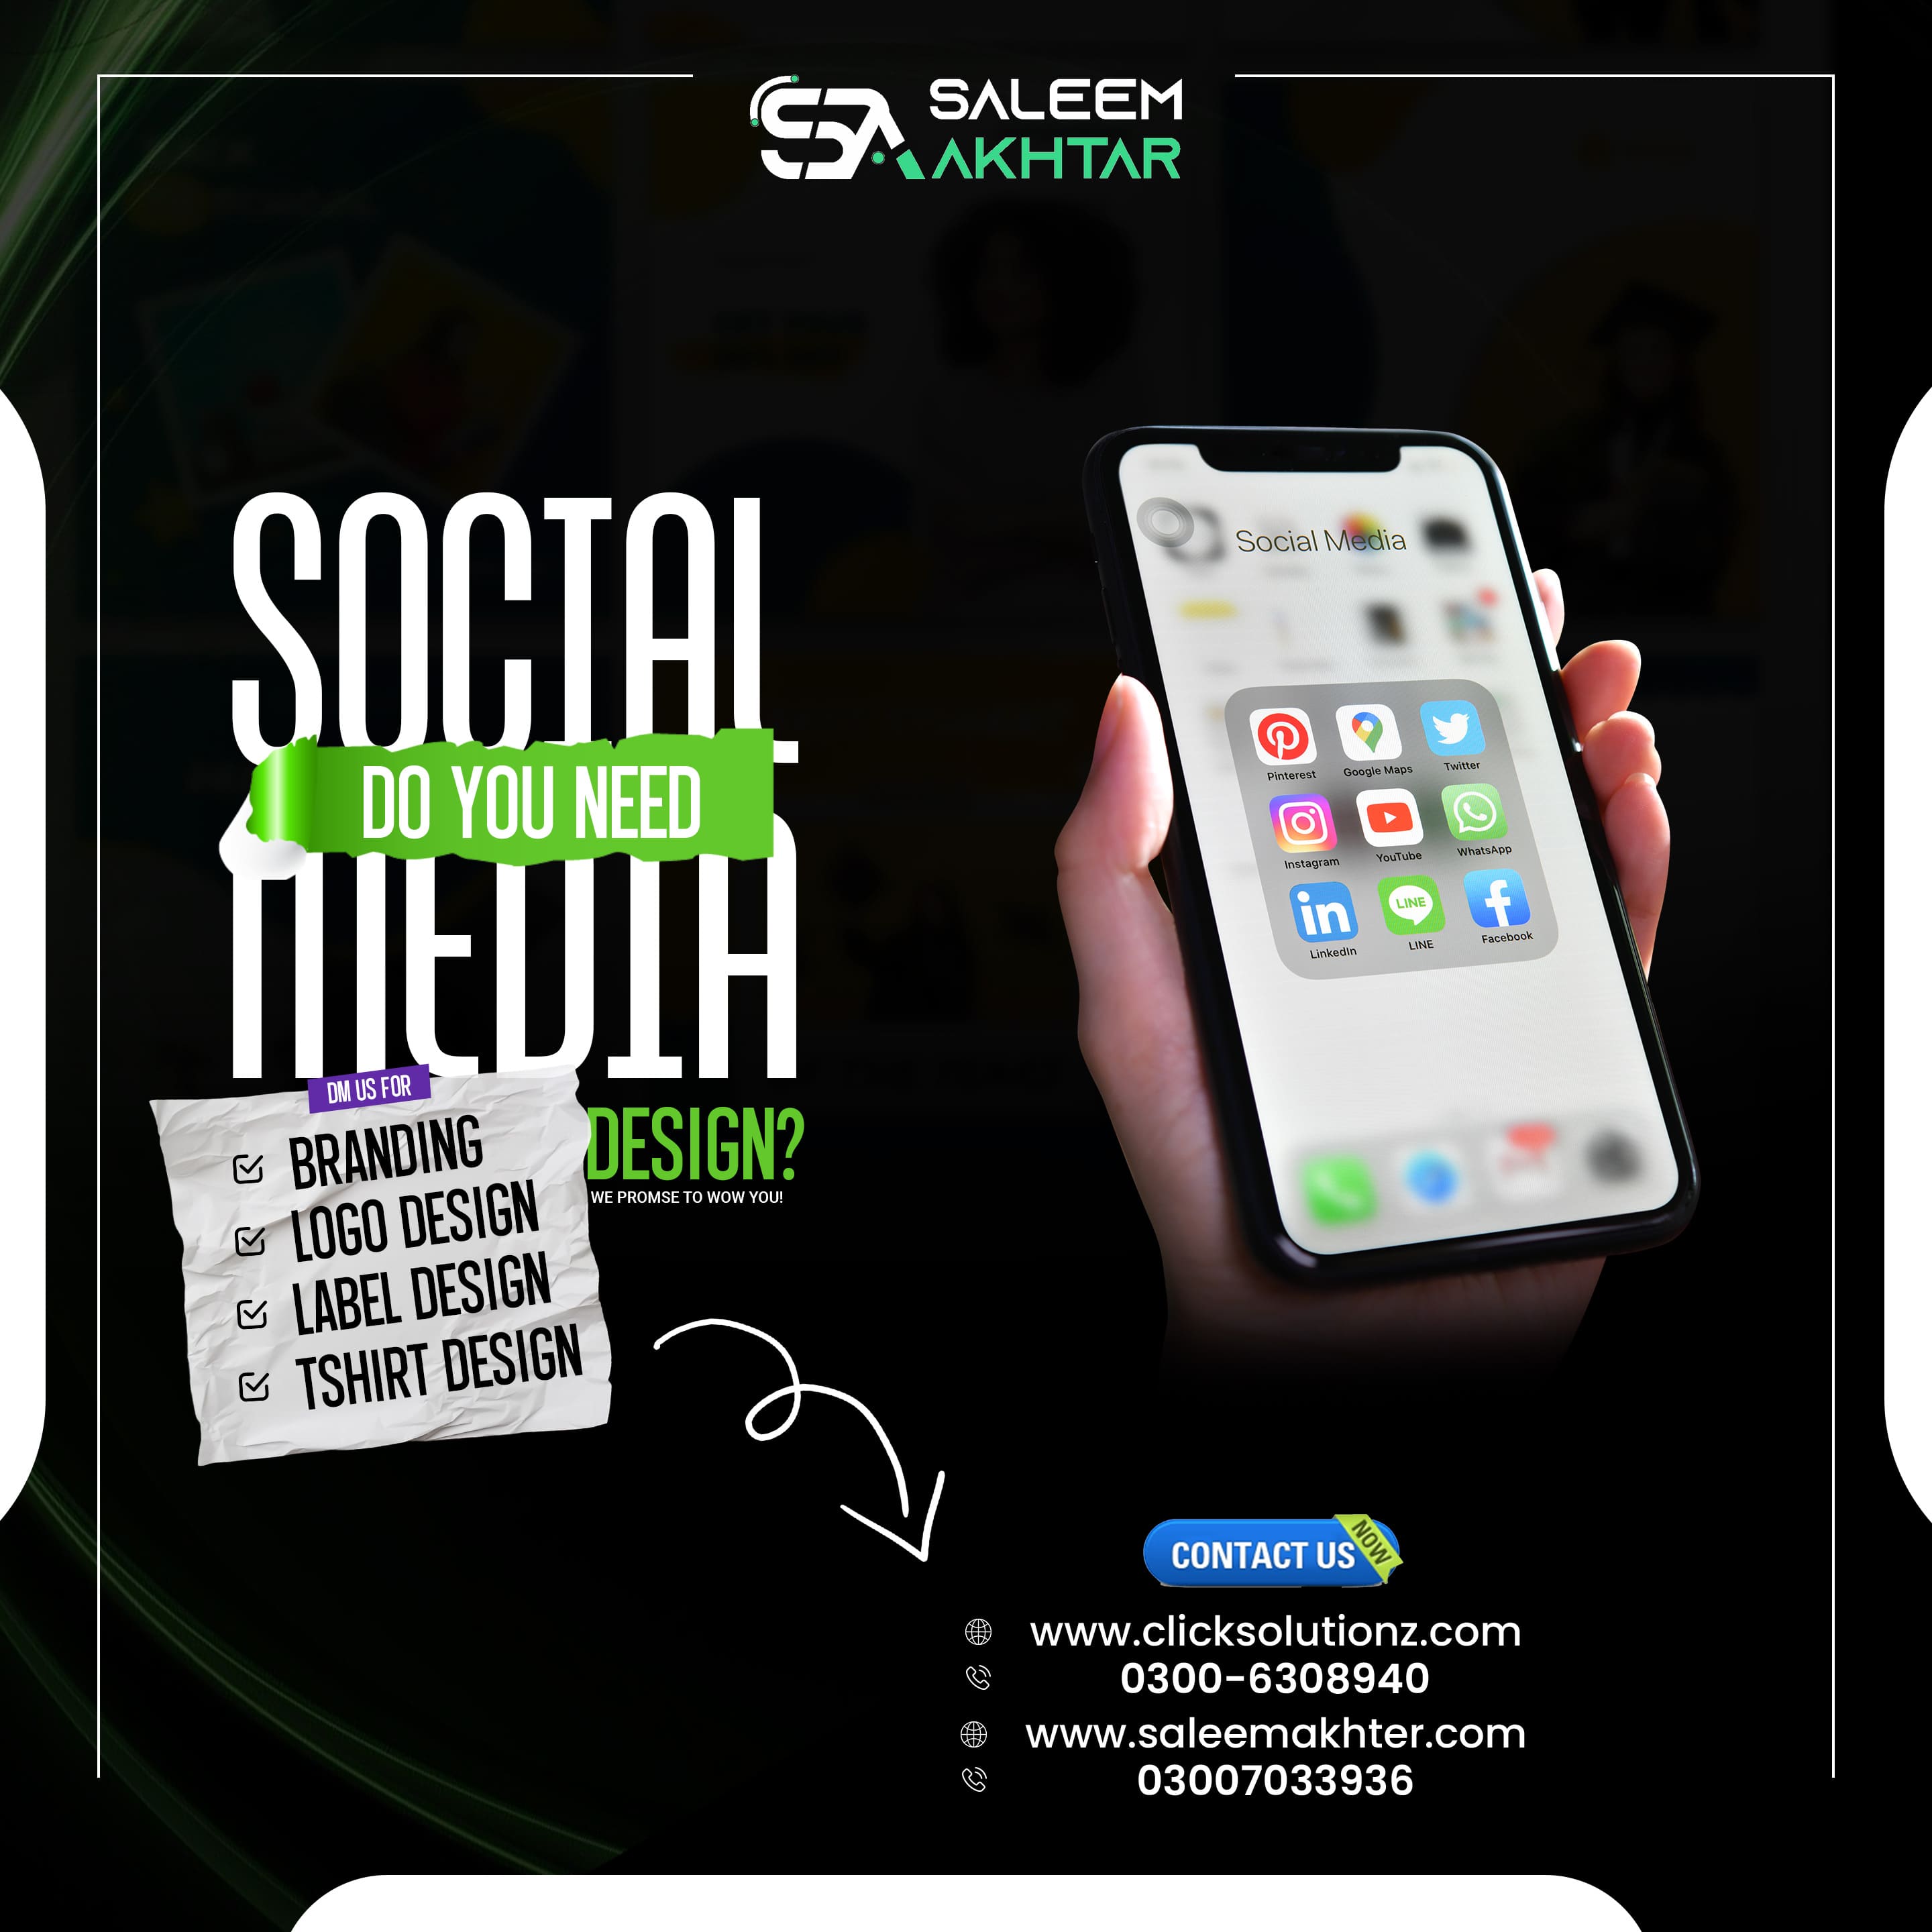 SALEEM
AKHTAR
SOCIAL
DO YOU NEED
MEDIA
DESIGN?
WE PROMSE TO WOW YOU!
DM US FOR
BRANDING
LOGO DESIGN
LABEL DESIGN
TSHIRT DESIGN
Social Media
Pinterest
Google Maps
Twitter
Instagram
YouTube
WhatsApp
in
LINE
LinkedIn
LINE
Facebook
CONTACT US NOW
www.clicksolutionz.com
0300-6308940
www.saleemakhter.com
03007033936